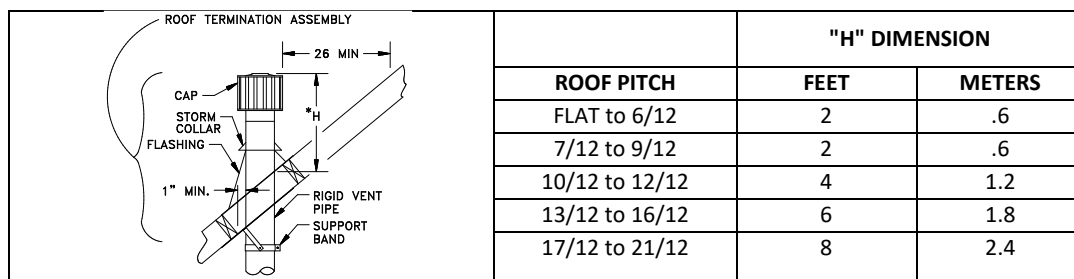 ROOF TERMINATION ASSEMBLY
26 MIN
CAP
*H
STORM
COLLAR
FLASHING
1" MIN.
RIGID VENT
PIPE
SUPPORT
BAND
"H" DIMENSION
ROOF PITCH FEET METERS
FLAT to 6/12 2 .6
7/12 to 9/12 2 .6
10/12 to 12/12 4 1.2
13/12 to 16/12 6 1.8
17/12 to 21/12 8 2.4